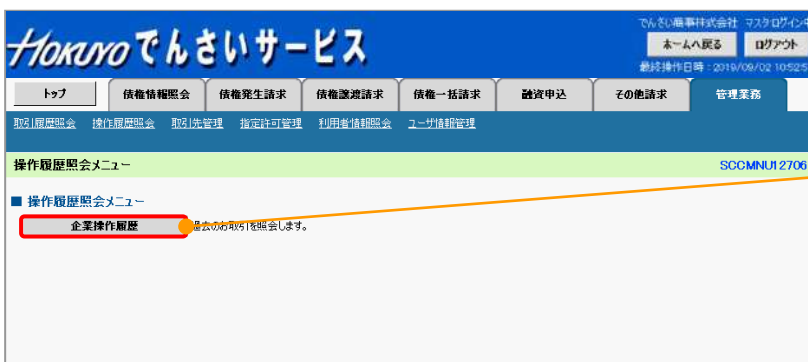 でんさい商事株式会社 マスタログイン中
Hokuyo でんさいサービス
ホームへ戻る ログアウト
最終操作日時：2019/09/02 10:52:5
トップ 債権情報照会 債権発生請求 債権譲渡請求 債権一括請求 融資申込 その他請求 管理業務
取引履歴照会 操作履歴照会 取引先管理 指定許可管理 利用者情報照会 ユーザ情報管理
操作履歴照会メニュー SCCMNU12706
■ 操作履歴照会メニュー
企業操作履歴 過去のお取引を照会します。